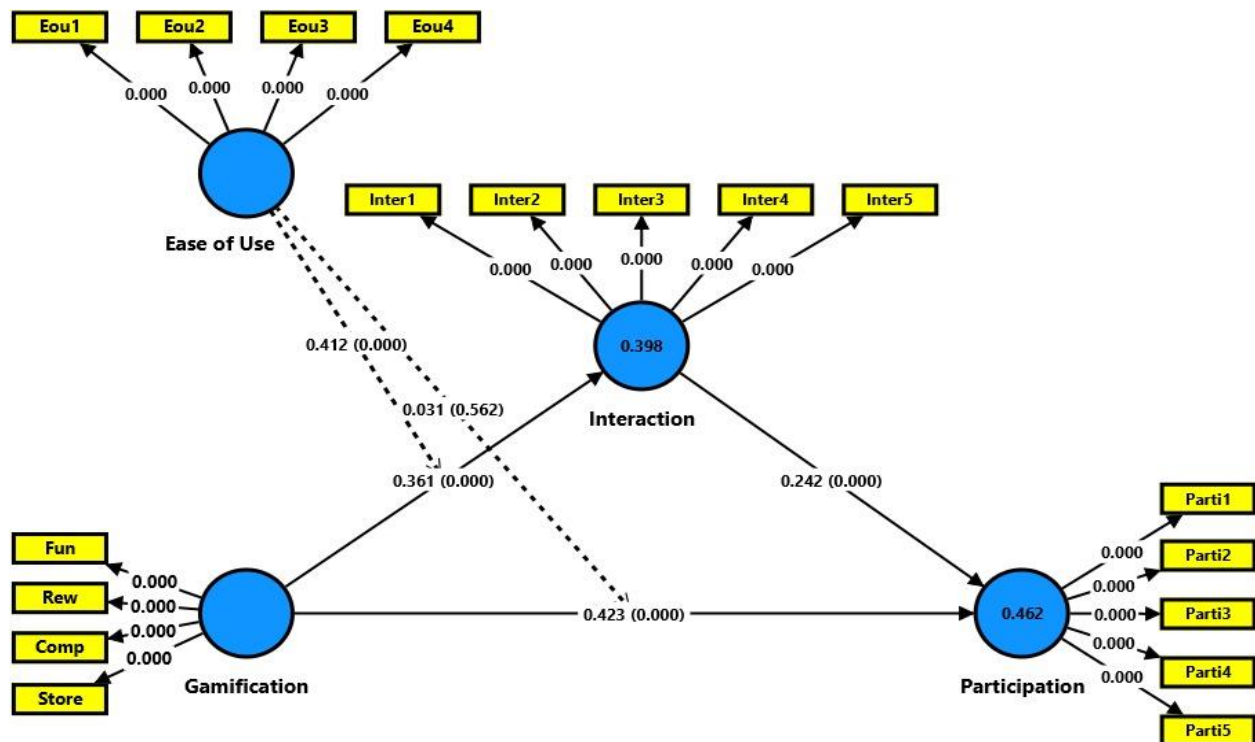 Eou1 Eou2 Eou3 Eou4
0.000 0.000 0.000 0.000
Ease of Use
Inter1 Inter2 Inter3 Inter4 Inter5
0.000 0.000 0.000 0.000 0.000
0.412 (0.000)
0.398
0.031 (0.562)
Interaction
0.361 (0.000)
0.242 (0.000)
Fun
Rew
Comp
Store
0.000
0.000
0.000
0.000
Gamification
0.423 (0.000)
0.462
Participation
0.000
0.000
0.000
0.000
0.000
Parti1
Parti2
Parti3
Parti4
Parti5